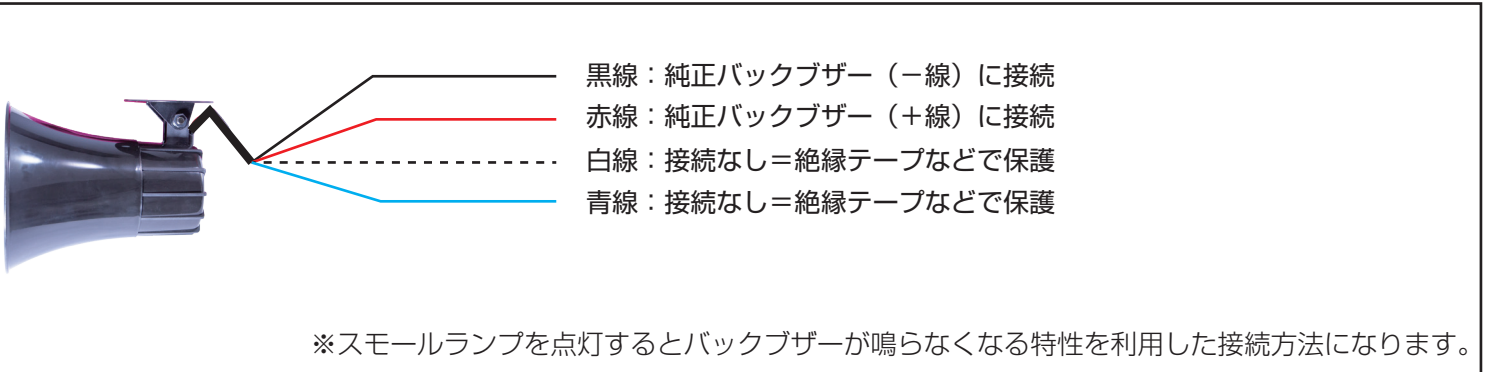 黒線：純正バックブザー（－線）に接続
赤線：純正バックブザー（＋線）に接続
白線：接続なし＝絶縁テープなどで保護
青線：接続なし＝絶縁テープなどで保護
※スモールランプを点灯するとバックブザーが鳴らなくなる特性を利用した接続方法になります。